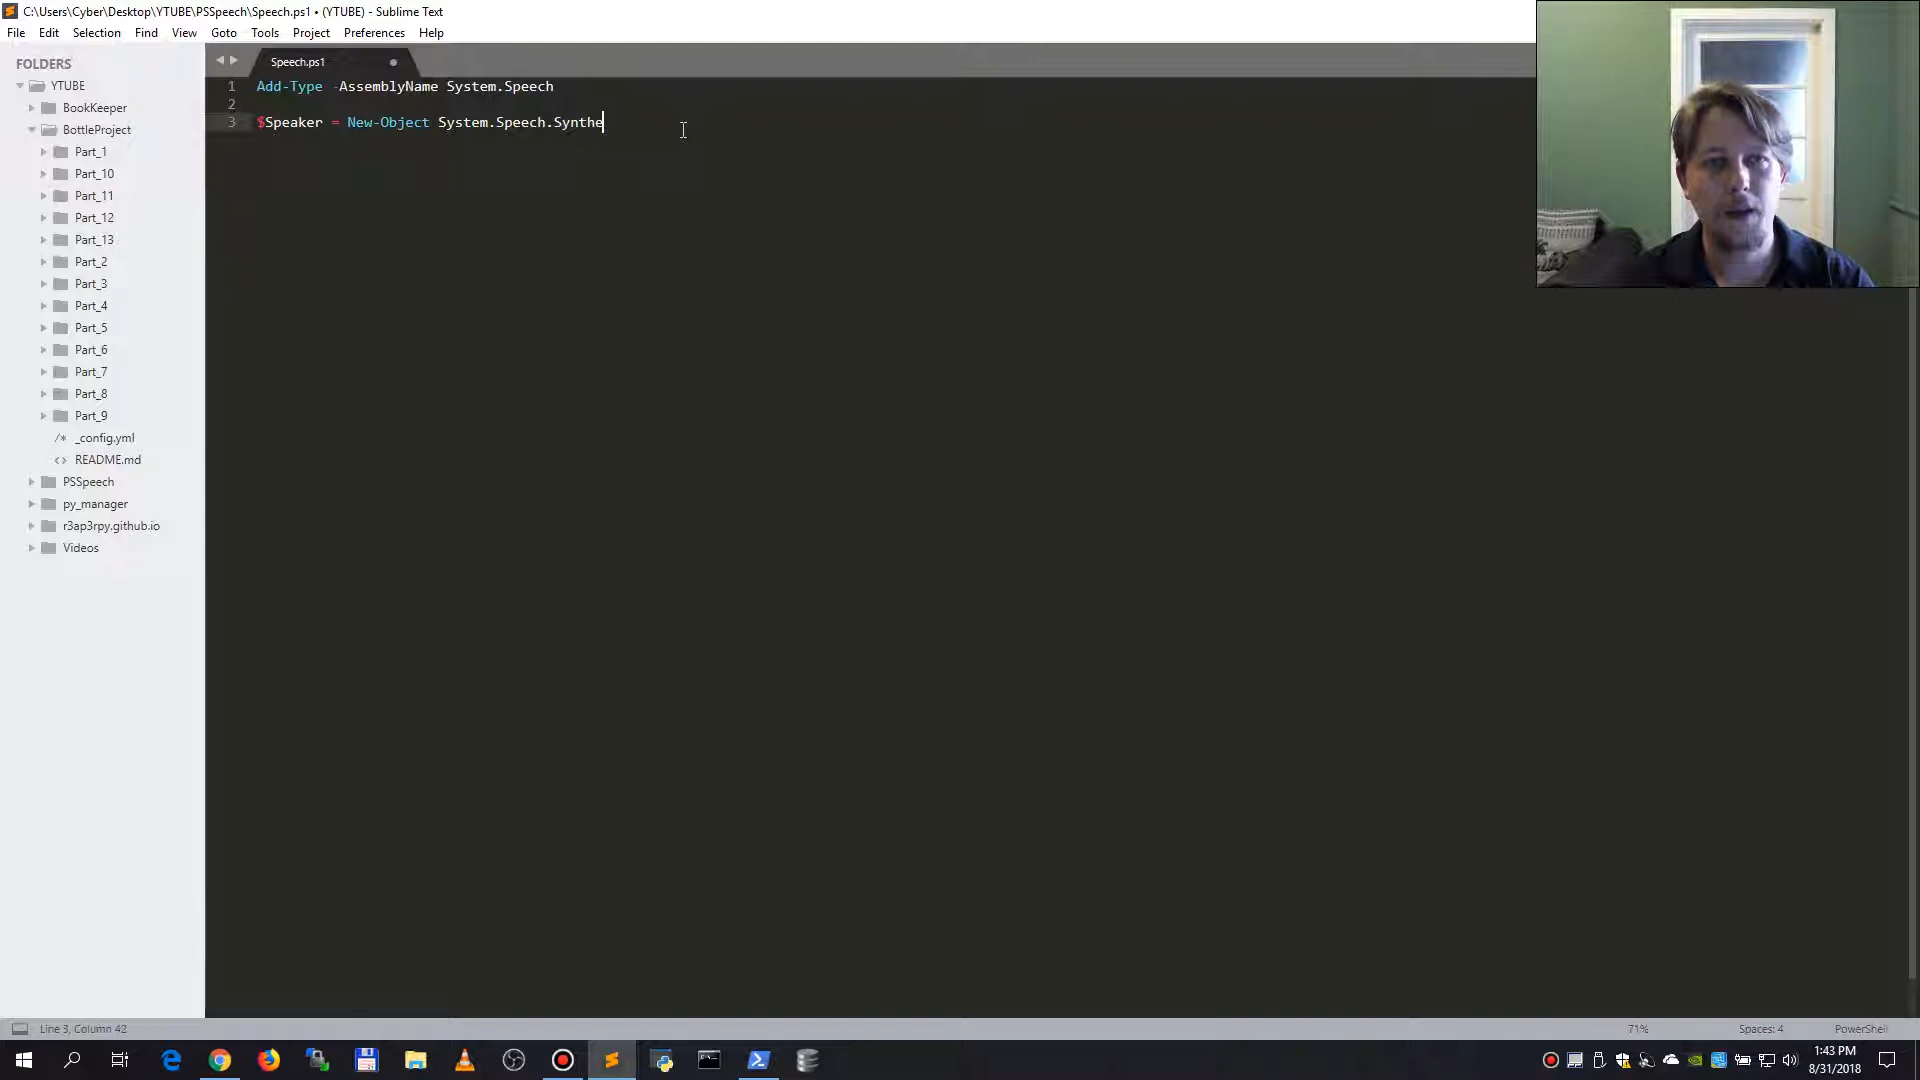 C:\Users\Cyber\Desktop\YTUBE\PSSpeech\Speech.ps1 • (YTUBE) - Sublime Text
File Edit Selection Find View Goto Tools Project Preferences Help
FOLDERS
YTUBE
BookKeeper
BottleProject
Part_1
Part_10
Part_11
Part_12
Part_13
Part_2
Part_3
Part_4
Part_5
Part_6
Part_7
Part_8
Part_9
/* _config.yml
<> README.md
PSSpeech
py_manager
r3ap3rpy.github.io
Videos
Speech.ps1
1 Add-Type -AssemblyName System.Speech
2
3 $Speaker = New-Object System.Speech.Synthe
Line 3, Column 42
71%
Spaces: 4
PowerShell
1:43 PM
8/31/2018